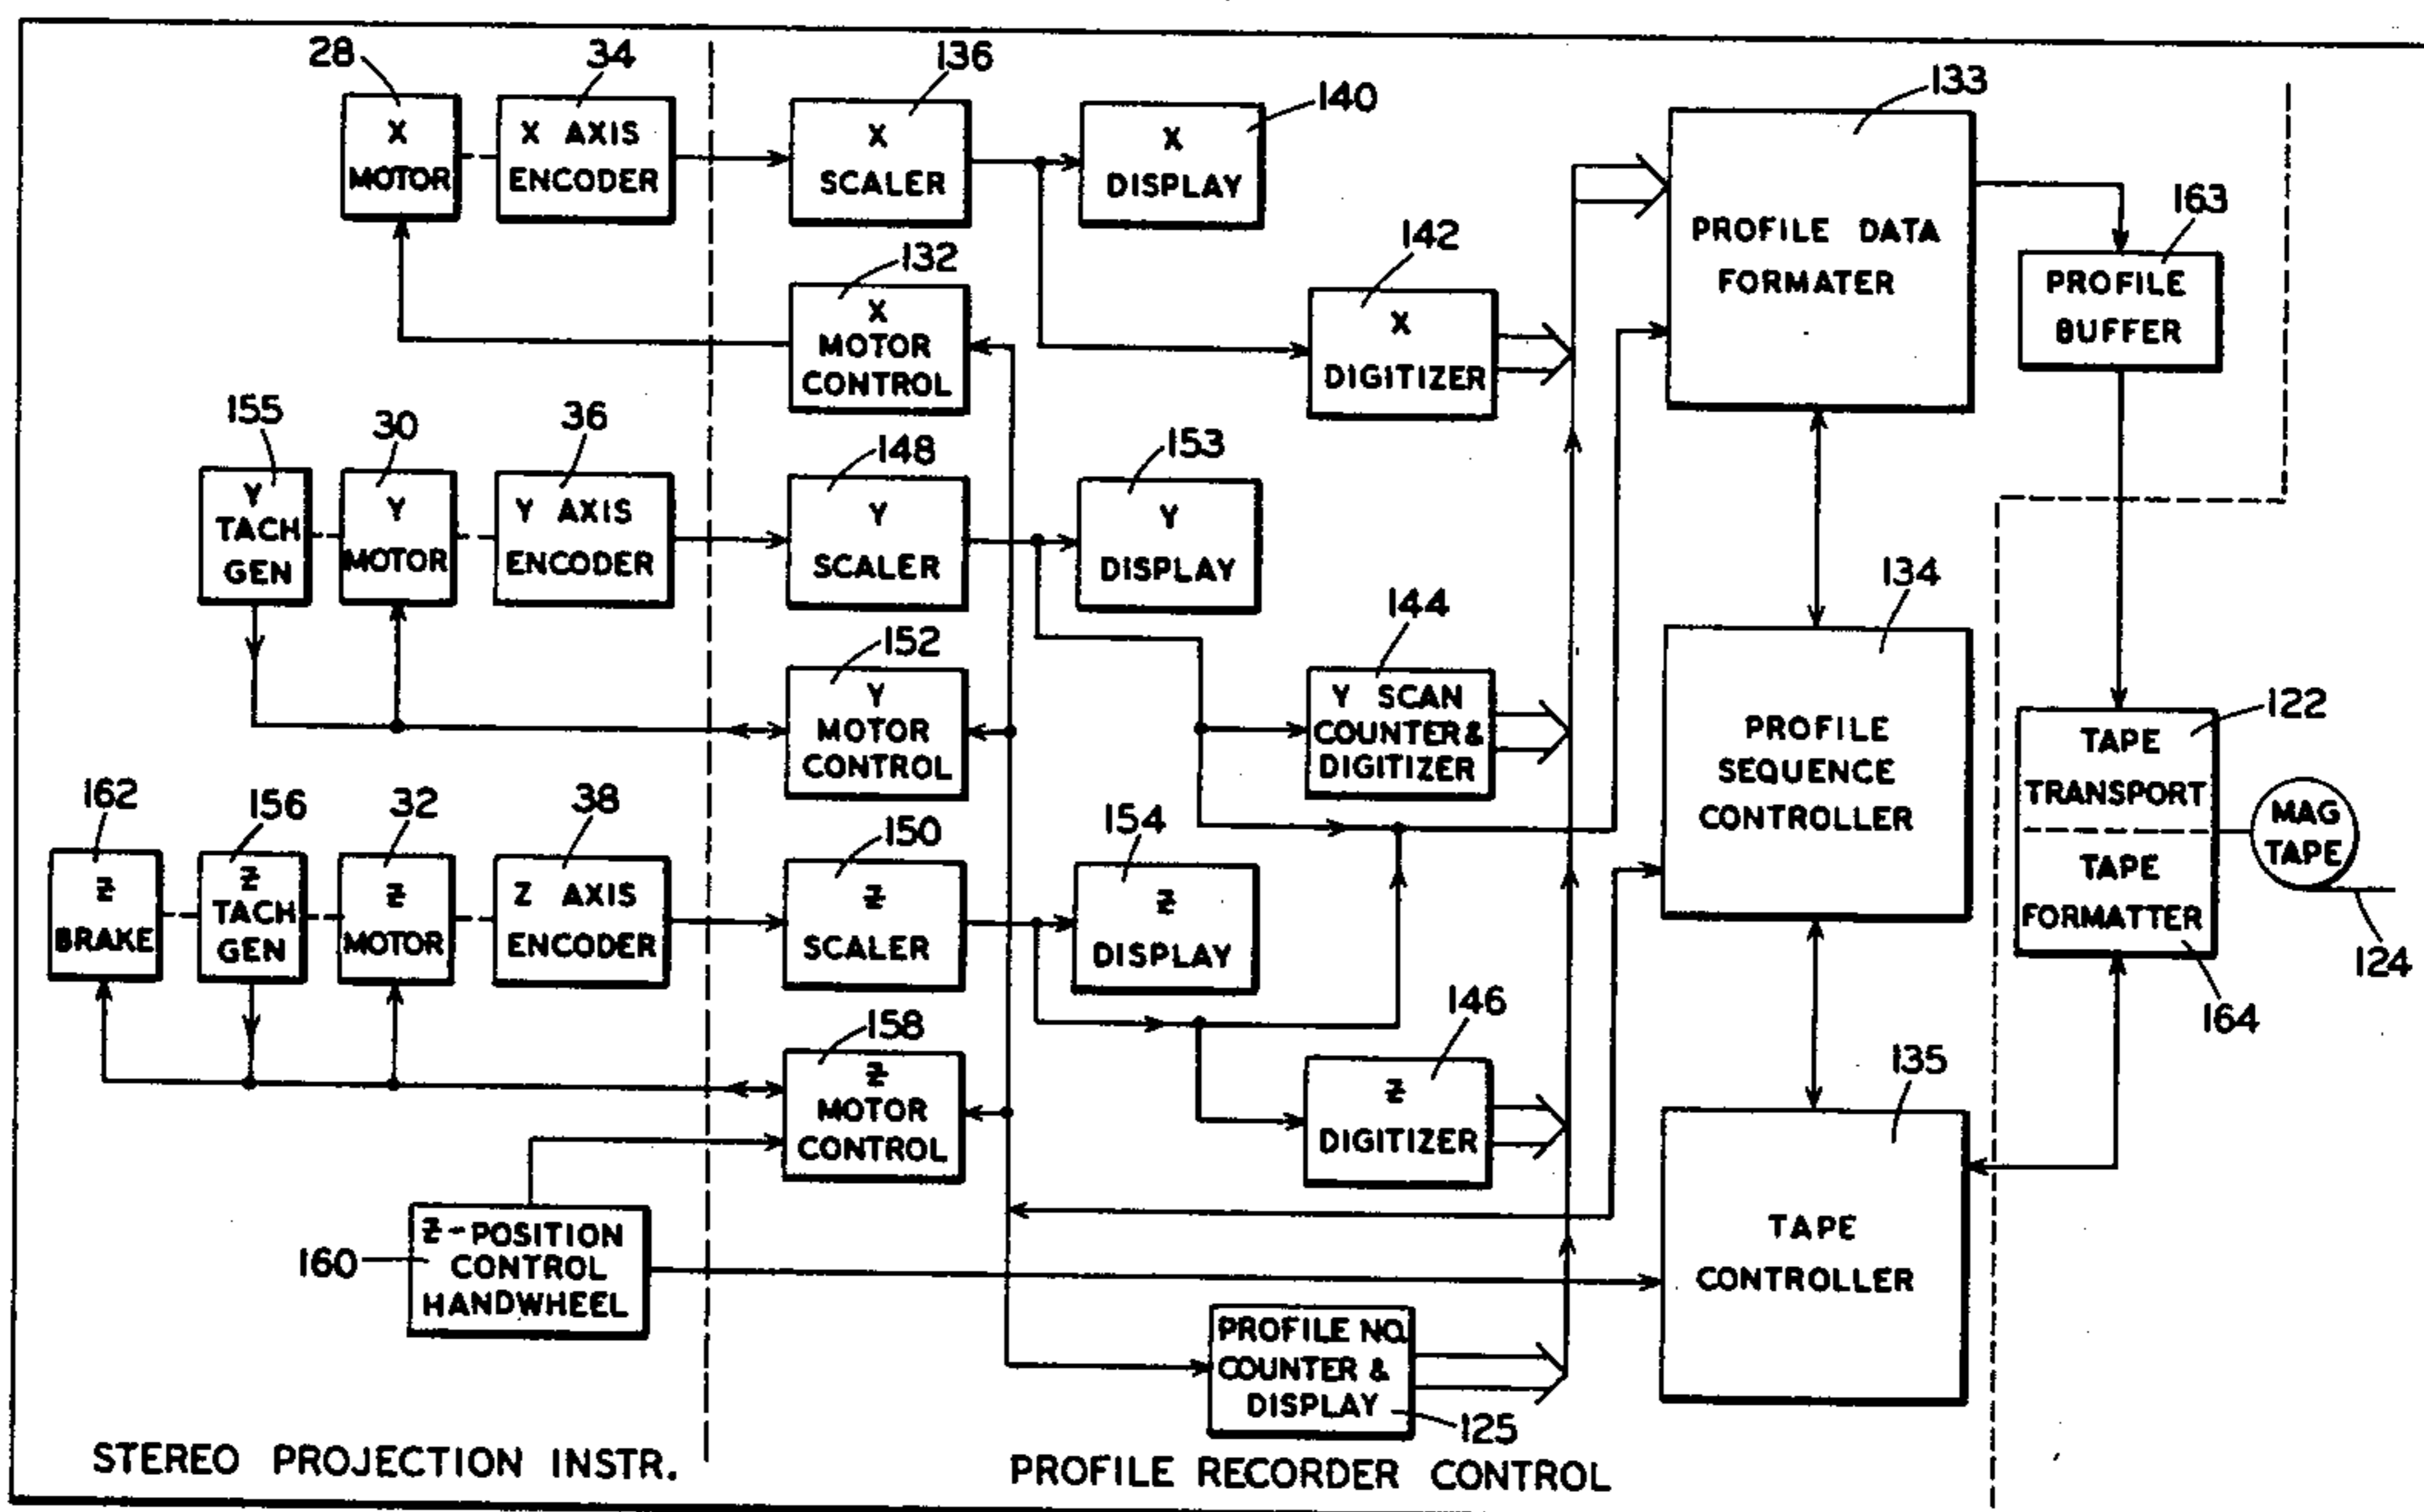 28
34
136
140
133
X
MOTOR
X AXIS
ENCODER
X
SCALER
X
DISPLAY
PROFILE DATA
FORMATER
163
PROFILE
BUFFER
132
X
MOTOR
CONTROL
142
X
DIGITIZER
155
30
36
148
153
Y
TACH
GEN
Y
MOTOR
Y AXIS
ENCODER
Y
SCALER
Y
DISPLAY
134
PROFILE
SEQUENCE
CONTROLLER
152
Y
MOTOR
CONTROL
144
Y SCAN
COUNTER &
DIGITIZER
122
TAPE
TRANSPORT
TAPE
FORMATTER
164
MAG
TAPE
124
162
156
32
38
150
154
Z
BRAKE
Z
TACH
GEN
Z
MOTOR
Z AXIS
ENCODER
Z
SCALER
Z
DISPLAY
158
Z
MOTOR
CONTROL
146
Z
DIGITIZER
135
TAPE
CONTROLLER
160
Z-POSITION
CONTROL
HANDWHEEL
PROFILE NO.
COUNTER &
DISPLAY
125
STEREO PROJECTION INSTR.
PROFILE RECORDER CONTROL